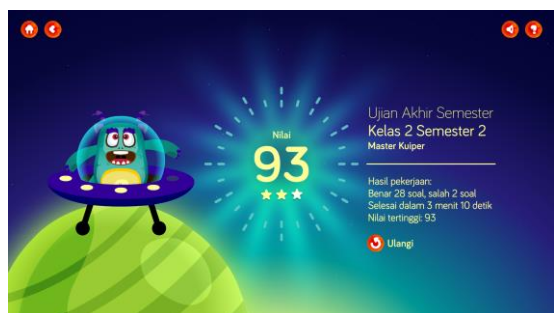 Nilai
93
Ujian Akhir Semester
Kelas 2 Semester 2
Master Kuiper
Hasil pekerjaan:
Benar 28 soal, salah 2 soal
Selesai dalam 3 menit 10 detik
Nilai tertinggi: 93
Ulangi